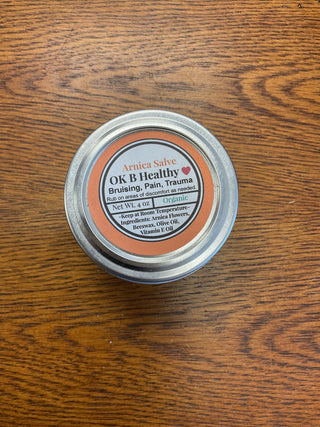 Arnica Salve
OK B Healthy
Bruising, Pain, Trauma
Rub on areas of discomfort as needed.
Net Wt. 4 oz
Organic
~Keep at Room Temperature~
Ingredients: Arnica Flowers,
Beeswax, Olive Oil,
Vitamin E Oil